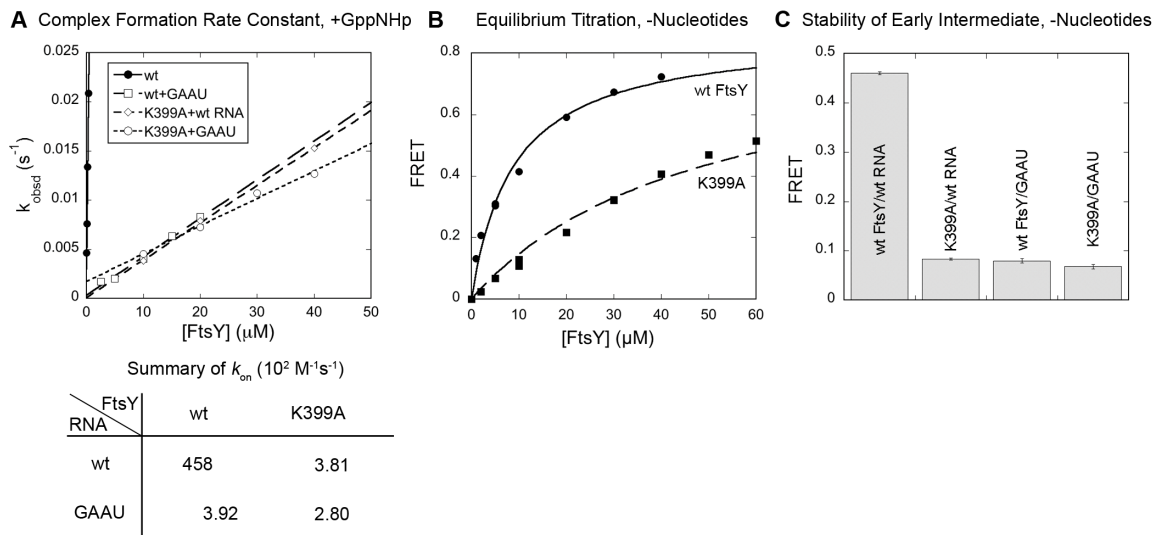 A Complex Formation Rate Constant, +GppNHp
0.025
0.02
0.015
0.01
0.005
0
k_obsd (s⁻¹)
wt
wt+GAAU
K399A+wt RNA
K399A+GAAU
0 10 20 30 40 50
[FtsY] (μM)
Summary of k_on (10² M⁻¹s⁻¹)
FtsY
RNA
wt K399A
wt 458 3.81
GAAU 3.92 2.80
B Equilibrium Titration, -Nucleotides
0.8
0.6
0.4
0.2
0
FRET
wt FtsY
K399A
0 10 20 30 40 50 60
[FtsY] (μM)
C Stability of Early Intermediate, -Nucleotides
0.5
0.4
0.3
0.2
0.1
0
FRET
wt FtsY/wt RNA
K399A/wt RNA
wt FtsY/GAAU
K399A/GAAU